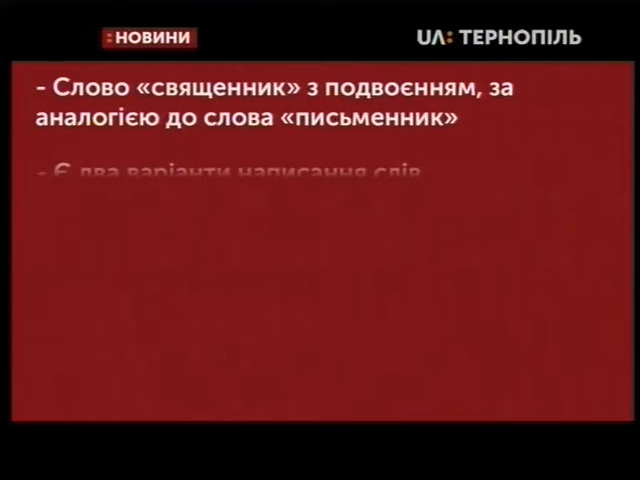 :НОВИНИ
UA: ТЕРНОПІЛЬ
- Слово «священник» з подвоєнням, за
аналогією до слова «письменник»
- Є два варіанти написання слів